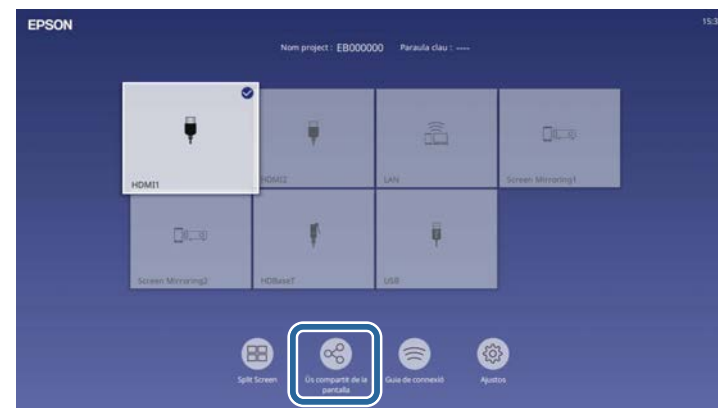 EPSON
15:3
Nom project : EB000000 Paraula clau : ----
HDMI1
HDMI2
LAN
Screen Mirroring1
Screen Mirroring2
HDBaseT
USB
Split Screen
Ús compartit de la
pantalla
Guia de connexió
Ajustos